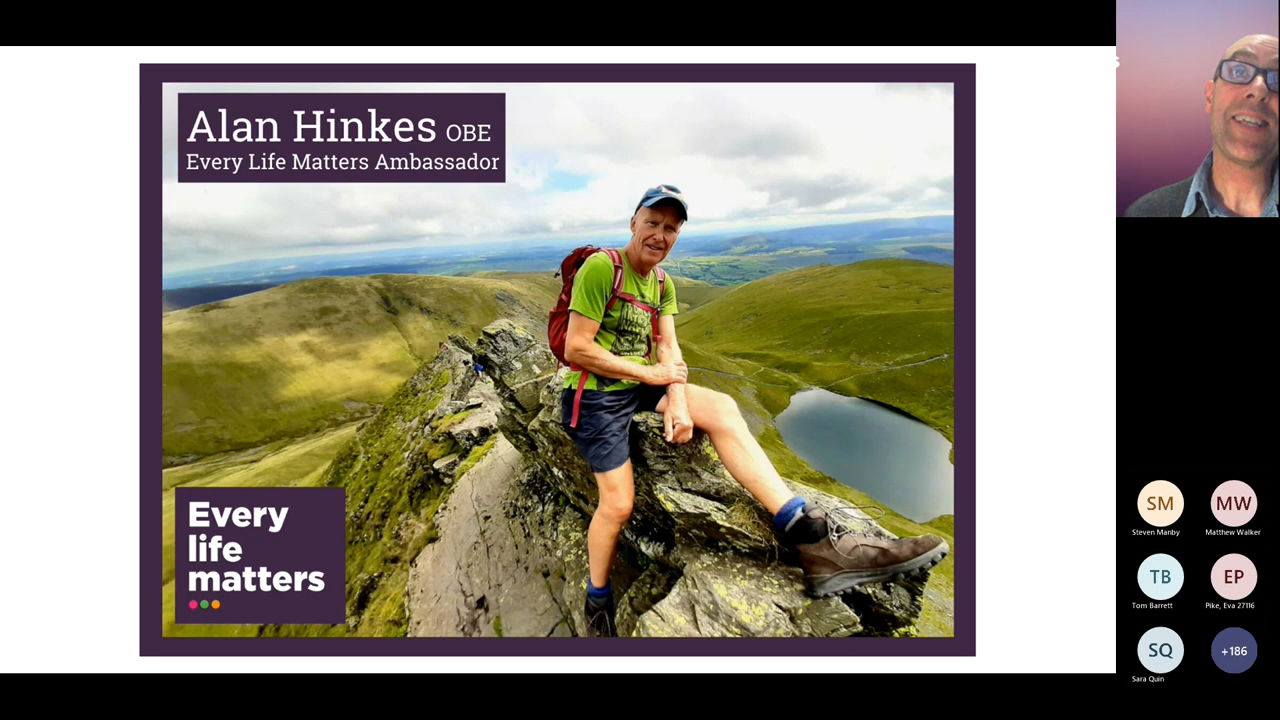 Alan Hinkes OBE
Every Life Matters Ambassador
Every
life
matters
SM
Steven Manby
MW
Matthew Walker
TB
Tom Barrett
EP
Pike, Eva 27116
SQ
Sara Quin
+186